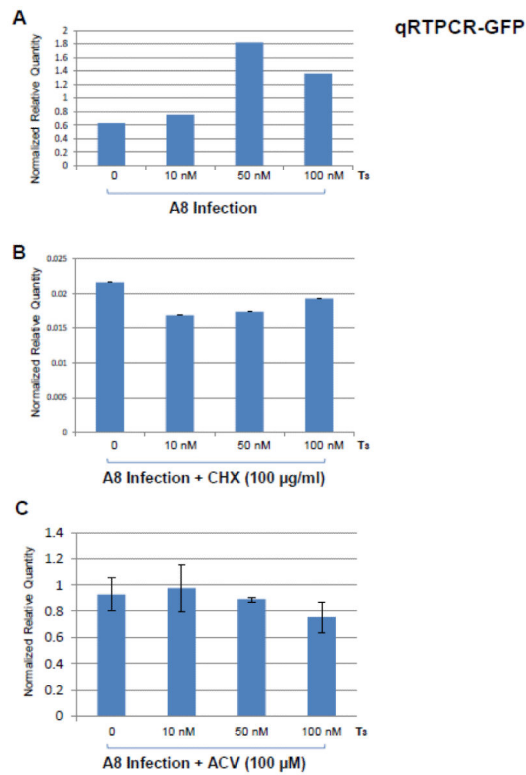 A
qRTPCR-GFP
Normalized Relative Quantity
2
1.8
1.6
1.4
1.2
1
0.8
0.6
0.4
0.2
0
0 10 nM 50 nM 100 nM Ts
A8 Infection
B
Normalized Relative Quantity
0.025
0.02
0.015
0.01
0.005
0
0 10 nM 50 nM 100 nM Ts
A8 Infection + CHX (100 µg/ml)
C
Normalized Relative Quantity
1.4
1.2
1
0.8
0.6
0.4
0.2
0
0 10 nM 50 nM 100 nM Ts
A8 Infection + ACV (100 µM)